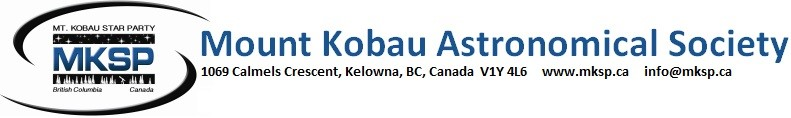 MT. KOBAU STAR PARTY
MKSP
British Columbia Canada
Mount Kobau Astronomical Society
1069 Calmels Crescent, Kelowna, BC, Canada V1Y 4L6 www.mksp.ca info@mksp.ca